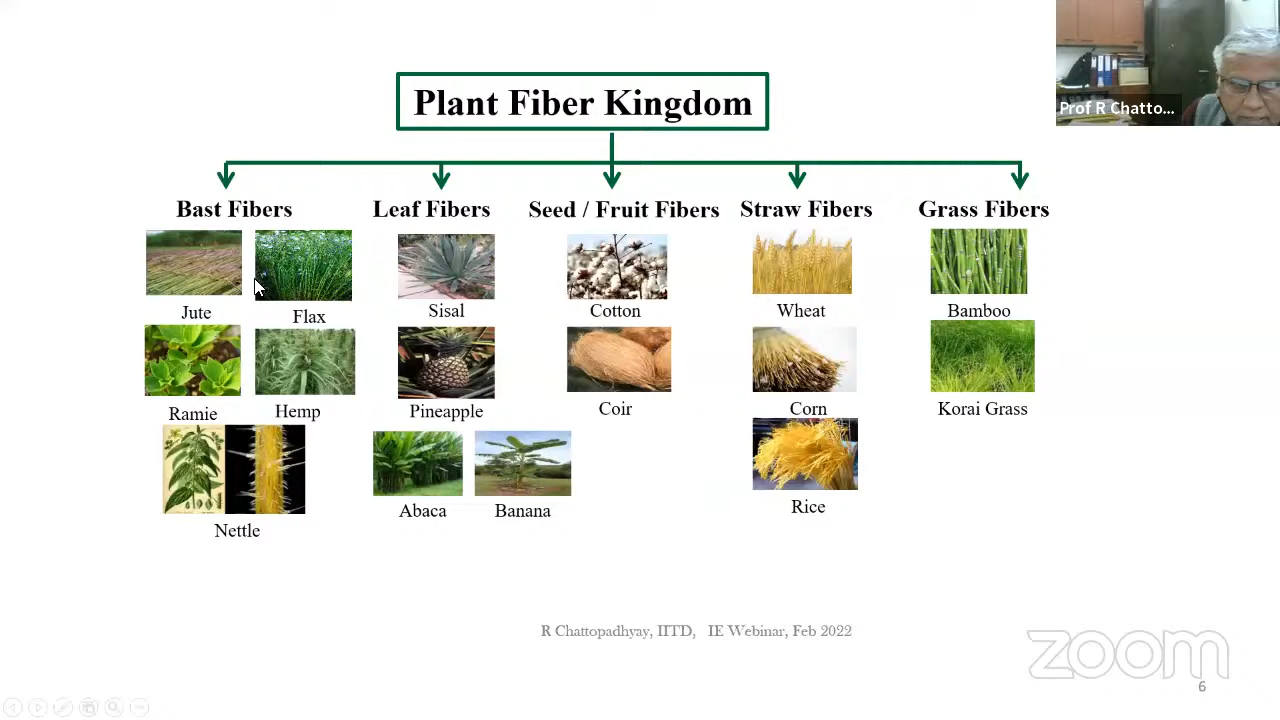 Plant Fiber Kingdom
Prof R Chatto...
Bast Fibers
Leaf Fibers
Seed / Fruit Fibers
Straw Fibers
Grass Fibers
Jute
Flax
Sisal
Cotton
Wheat
Bamboo
Ramie
Hemp
Pineapple
Coir
Corn
Korai Grass
Nettle
Abaca
Banana
Rice
R Chattopadhyay, IITD, IE Webinar, Feb 2022
zoom
6